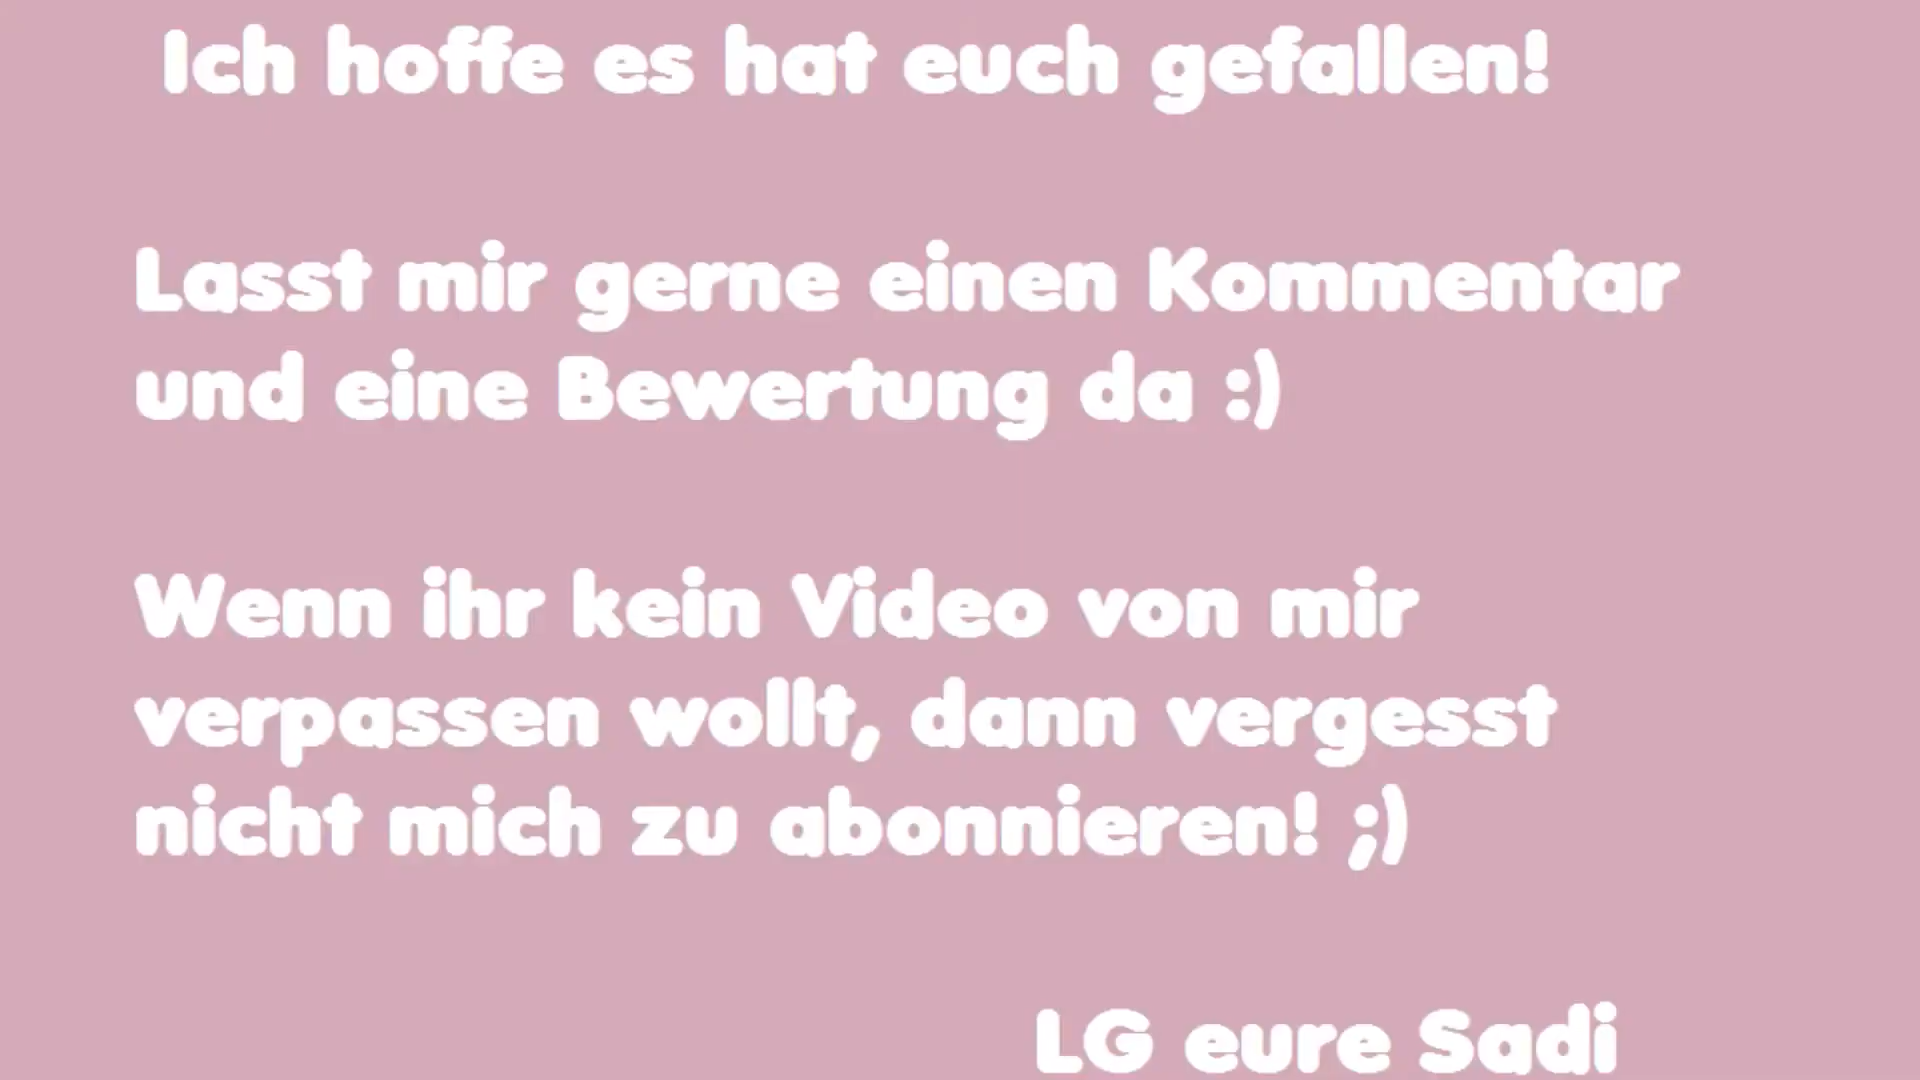 Ich hoffe es hat euch gefallen!
Lasst mir gerne einen Kommentar
und eine Bewertung da :)
Wenn ihr kein Video von mir
verpassen wollt, dann vergesst
nicht mich zu abonnieren! ;)
LG eure Sadi